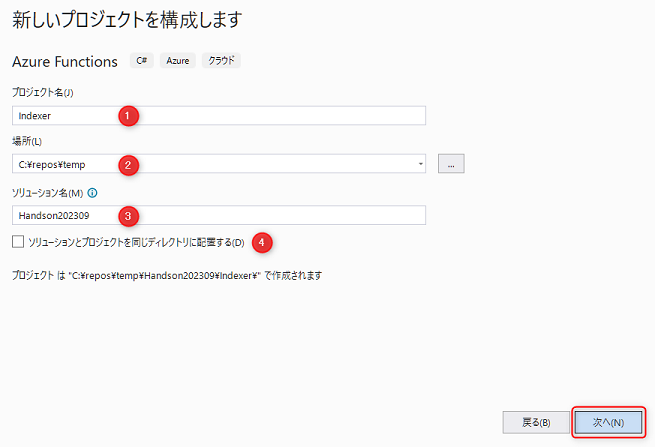 新しいプロジェクトを構成します
Azure Functions C# Azure クラウド
プロジェクト名(J)
Indexer 1
場所(L)
C:¥repos¥temp 2 ...
ソリューション名(M)
Handson202309 3
ソリューションとプロジェクトを同じディレクトリに配置する(D) 4
プロジェクト は "C:¥repos¥temp¥Handson202309¥Indexer¥" で作成されます
戻る(B) 次へ(N)